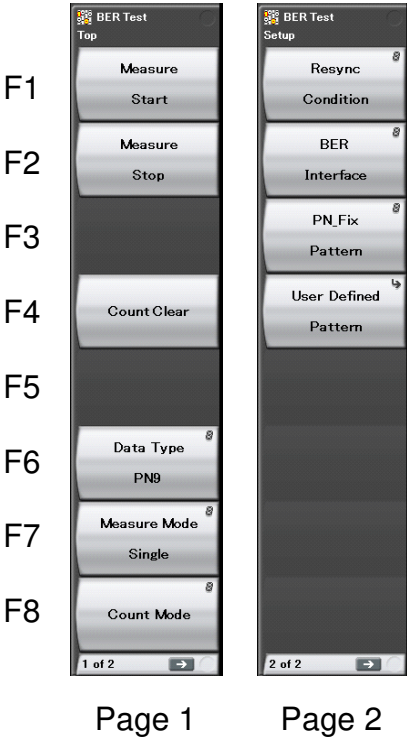 BER Test
Top
F1
Measure
Start
F2
Measure
Stop
F3
F4
Count Clear
F5
F6
Data Type
PN9
F7
Measure Mode
Single
F8
Count Mode
1 of 2
Page 1
BER Test
Setup
Resync
Condition
BER
Interface
PN_Fix
Pattern
User Defined
Pattern
2 of 2
Page 2